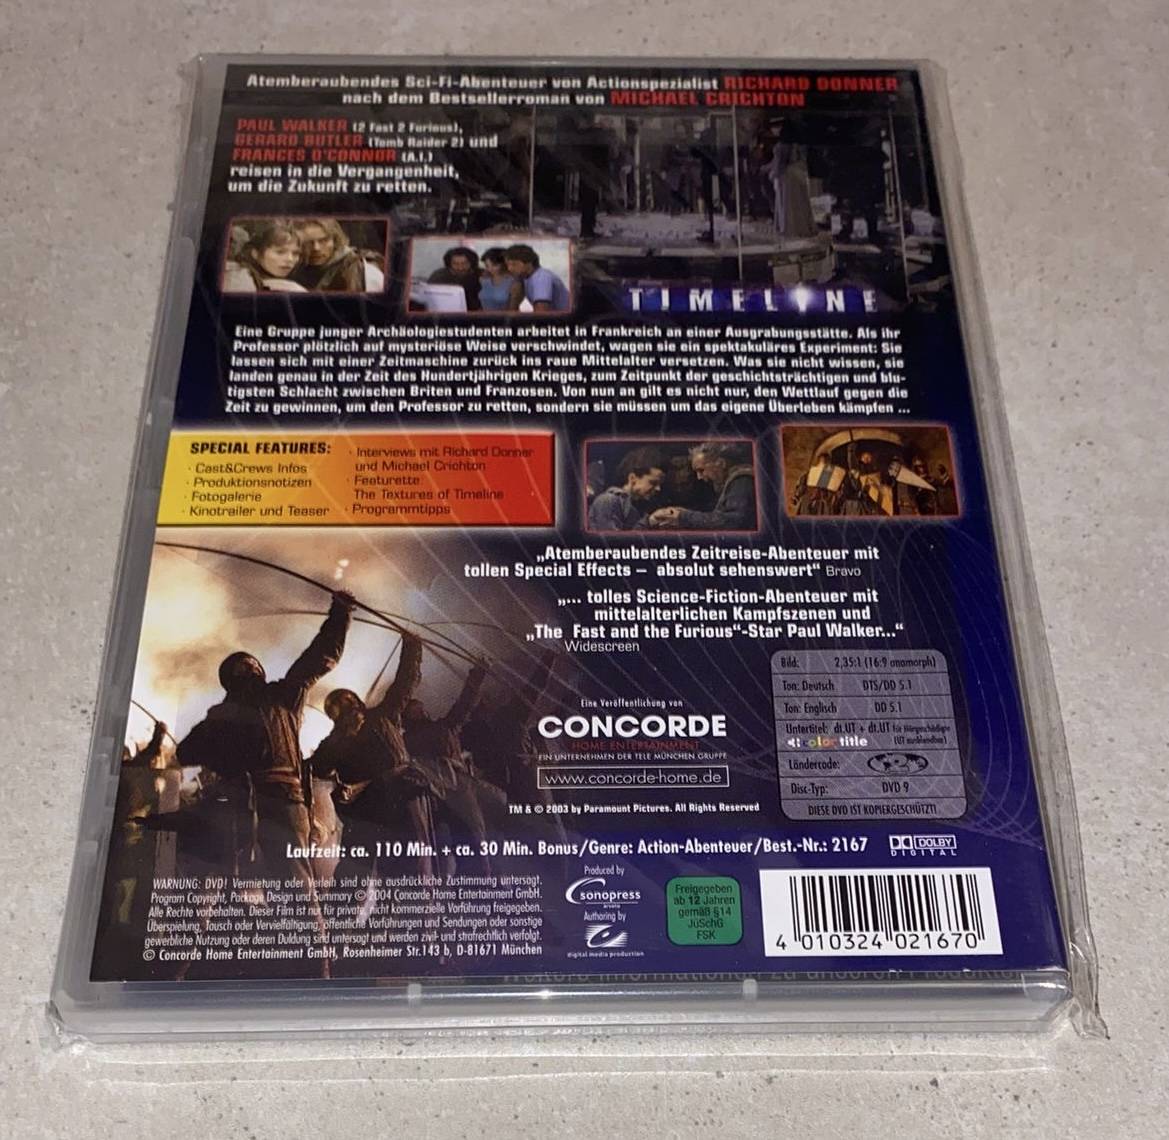 Atemberaubendes Sci-Fi-Abenteuer von Actionspezialist RICHARD DONNER
nach dem Bestsellerroman von MICHAEL CRICHTON
PAUL WALKER (2 Fast 2 Furious),
GERARD BUTLER (Tomb Raider 2) und
FRANCES O'CONNOR (A.I.)
reisen in die Vergangenheit,
um die Zukunft zu retten.
TIMELINE
Eine Gruppe junger Archäologiestudenten arbeitet in Frankreich an einer Ausgrabungsstätte. Als ihr
Professor plötzlich auf mysteriöse Weise verschwindet, wagen sie ein spektakuläres Experiment: Sie
lassen sich mit einer Zeitmaschine zurück ins raue Mittelalter versetzen. Was sie nicht wissen, sie
landen genau in der Zeit des Hundertjährigen Krieges, zum Zeitpunkt der geschichtsträchtigen und blu-
tigsten Schlacht zwischen Briten und Franzosen. Von nun an gilt es nicht nur, den Wettlauf gegen die
Zeit zu gewinnen, um den Professor zu retten, sondern sie müssen um das eigene Überleben kämpfen ...
SPECIAL FEATURES:
· Cast&Crews Infos
· Produktionsnotizen
· Fotogalerie
· Kinotrailer und Teaser
· Interviews mit Richard Donner
und Michael Crichton
· Featurette:
The Textures of Timeline
· Programmtipps
„Atemberaubendes Zeitreise-Abenteuer mit
tollen Special Effects – absolut sehenswert“ Bravo
„... tolles Science-Fiction-Abenteuer mit
mittelalterlichen Kampfszenen und
„The Fast and the Furious“-Star Paul Walker...“
Widescreen
Bild: 2,35:1 (16:9 anamorph)
Ton: Deutsch DTS/DD 5.1
Ton: Englisch DD 5.1
Untertitel: dt.UT + dt.UT für Hörgeschädigte
color title (UT ausblendbar)
Ländercode:
Disc-Typ: DVD 9
DIESE DVD IST KOPIERGESCHÜTZT!
Eine Veröffentlichung von
CONCORDE
HOME ENTERTAINMENT
EIN UNTERNEHMEN DER TELE MÜNCHEN GRUPPE
www.concorde-home.de
TM & © 2003 by Paramount Pictures. All Rights Reserved
Laufzeit: ca. 110 Min. + ca. 30 Min. Bonus/Genre: Action-Abenteuer/Best.-Nr.: 2167
DOLBY
DIGITAL
WARNUNG: DVD! Vermietung oder Verleih sind ohne ausdrückliche Zustimmung untersagt.
Program Copyright, Package Design und Summary © 2004 Concorde Home Entertainment GmbH.
Alle Rechte vorbehalten. Dieser Film ist nur für private, nicht kommerzielle Vorführung freigegeben.
Überspielung, Tausch oder Vervielfältigung, öffentliche Vorführungen und Sendungen oder sonstige
gewerbliche Nutzung oder deren Duldung sind untersagt und werden zivil- und strafrechtlich verfolgt.
© Concorde Home Entertainment GmbH, Rosenheimer Str.143 b, D-81671 München
Produced by
sonopress
arvato
Authoring by
digital media production
Freigegeben
ab 12 Jahren
gemäß §14
JuSchG
FSK
4 010324 021670